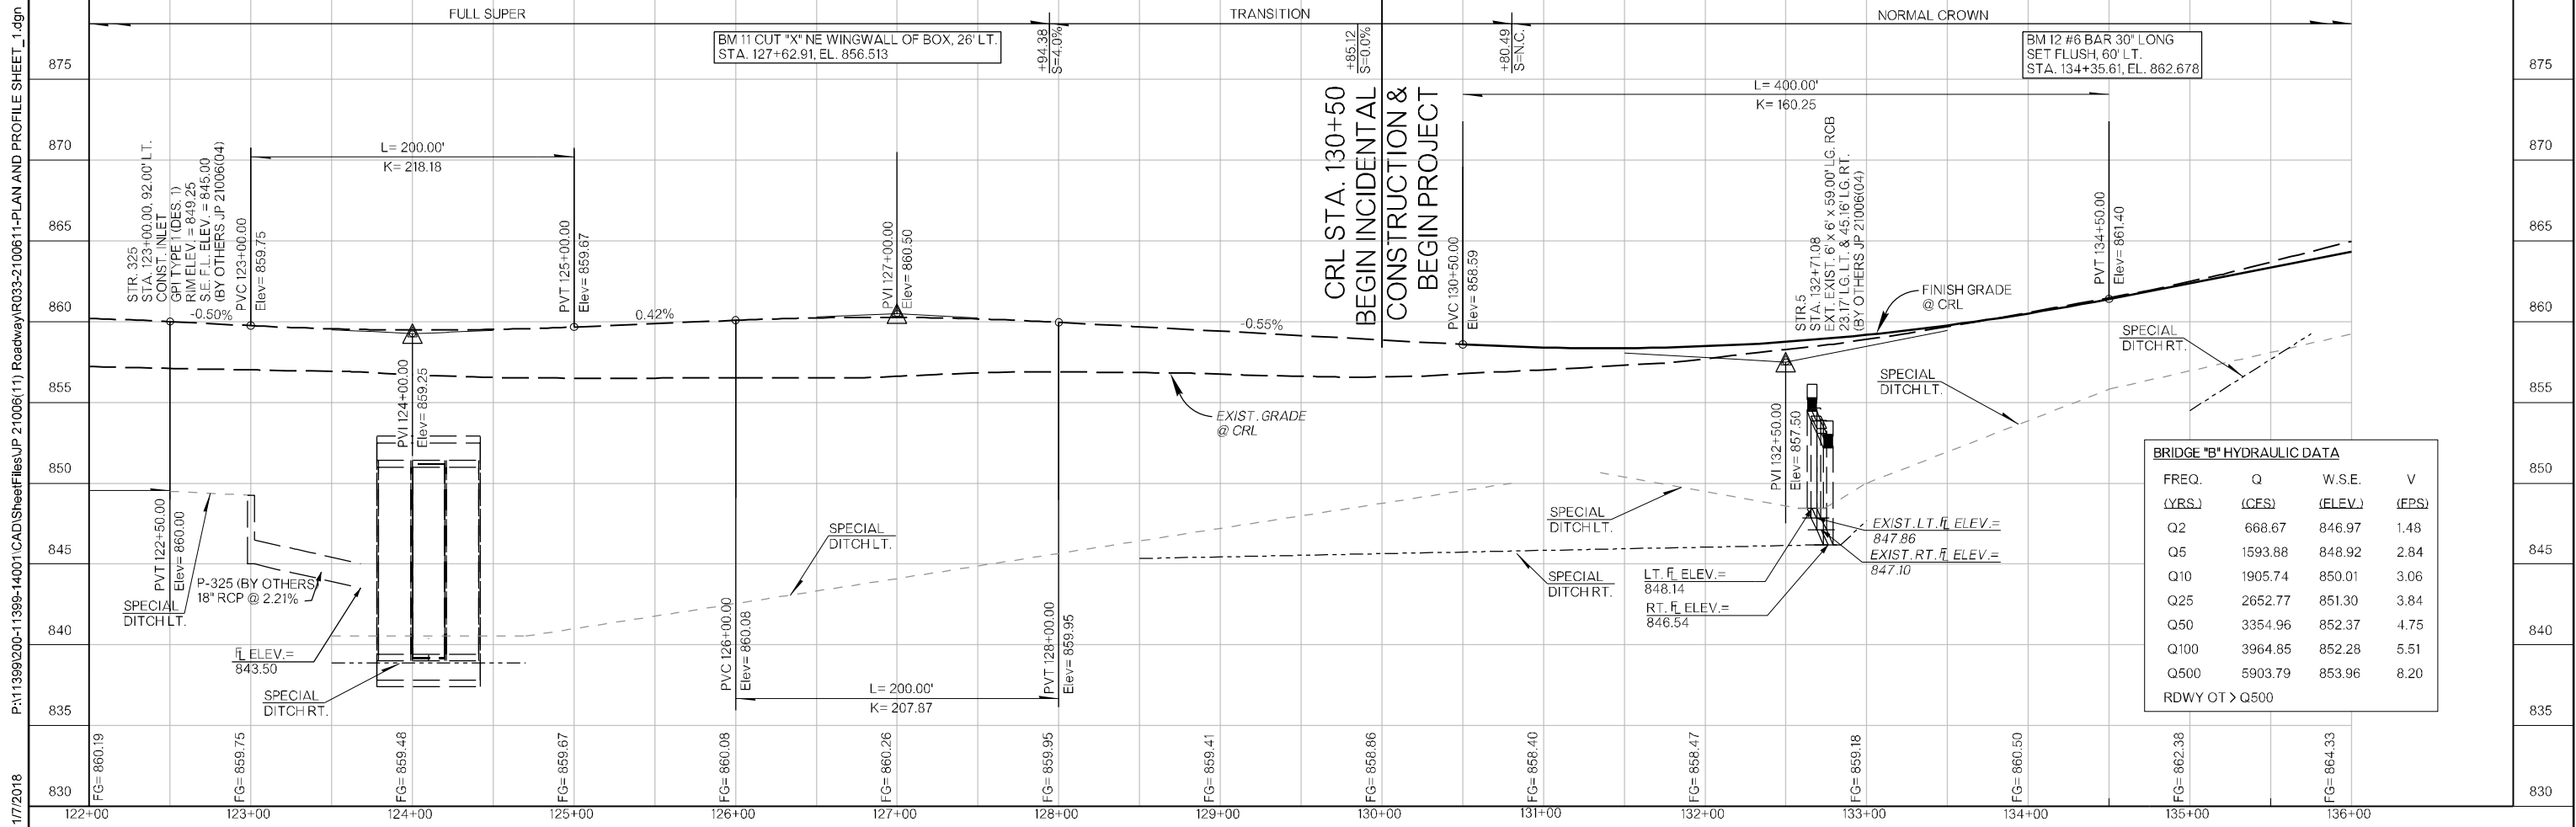 P:\11399\200-11399-14001\CAD\SheetFiles\JP 21006(11) Roadway\R033-2100611-PLAN AND PROFILE SHEET_1.dgn
1/7/2018
FULL SUPER
TRANSITION
NORMAL CROWN
BM 11 CUT "X" NE WINGWALL OF BOX, 26' LT.
STA. 127+62.91, EL. 856.513
+94.38
S=4.0%
+85.12
S=0.0%
+80.49
S=N.C.
BM 12 #6 BAR 30" LONG
SET FLUSH, 60' LT.
STA. 134+35.61, EL. 862.678
875
870
865
860
855
850
845
840
835
830
875
870
865
860
855
850
845
840
835
830
STR. 325
STA. 123+00.00, 92.00' LT.
CONST. INLET
GPI TYPE 1 (DES. 1)
RIM ELEV. = 849.25
S.E. F.L. ELEV. = 845.00
(BY OTHERS JP 21006(04)
PVC 123+00.00
Elev= 859.75
L= 200.00'
K= 218.18
PVT 125+00.00
Elev= 859.67
PVI 127+00.00
Elev= 860.50
CRL STA. 130+50
BEGIN INCIDENTAL
CONSTRUCTION &
BEGIN PROJECT
L= 400.00'
K= 160.25
PVC 130+50.00
Elev= 858.59
STR.5
STA. 132+71.08
EXT. EXIST. 6' x 6' x 59.00' LG. RCB
23.17' LG. LT. & 45.16' LG. RT.
(BY OTHERS JP 21006(04)
PVT 134+50.00
Elev= 861.40
-0.50%
0.42%
-0.55%
FINISH GRADE
@ CRL
SPECIAL
DITCH RT.
PVI 124+00.00
Elev= 859.25
EXIST. GRADE
@ CRL
SPECIAL
DITCH LT.
PVI 132+50.00
Elev= 857.50
PVT 122+50.00
Elev= 860.00
SPECIAL
DITCH LT.
P-325 (BY OTHERS)
18" RCP @ 2.21%
FL ELEV.=
843.50
SPECIAL
DITCH RT.
SPECIAL
DITCH LT.
PVC 126+00.00
Elev= 860.08
L= 200.00'
K= 207.87
PVT 128+00.00
Elev= 859.95
SPECIAL
DITCH LT.
SPECIAL
DITCH RT.
EXIST. LT. FL ELEV.=
847.86
EXIST. RT. FL ELEV.=
847.10
LT. FL ELEV.=
848.14
RT. FL ELEV.=
846.54
BRIDGE "B" HYDRAULIC DATA
FREQ. Q W.S.E. V
(YRS.) (CFS) (ELEV.) (FPS)
Q2 668.67 846.97 1.48
Q5 1593.88 848.92 2.84
Q10 1905.74 850.01 3.06
Q25 2652.77 851.30 3.84
Q50 3354.96 852.37 4.75
Q100 3964.85 852.28 5.51
Q500 5903.79 853.96 8.20
RDWY OT > Q500
FG= 860.19
FG= 859.75
FG= 859.48
FG= 859.67
FG= 860.08
FG= 860.26
FG= 859.95
FG= 859.41
FG= 858.86
FG= 858.40
FG= 858.47
FG= 859.18
FG= 860.50
FG= 862.38
FG= 864.33
122+00 123+00 124+00 125+00 126+00 127+00 128+00 129+00 130+00 131+00 132+00 133+00 134+00 135+00 136+00